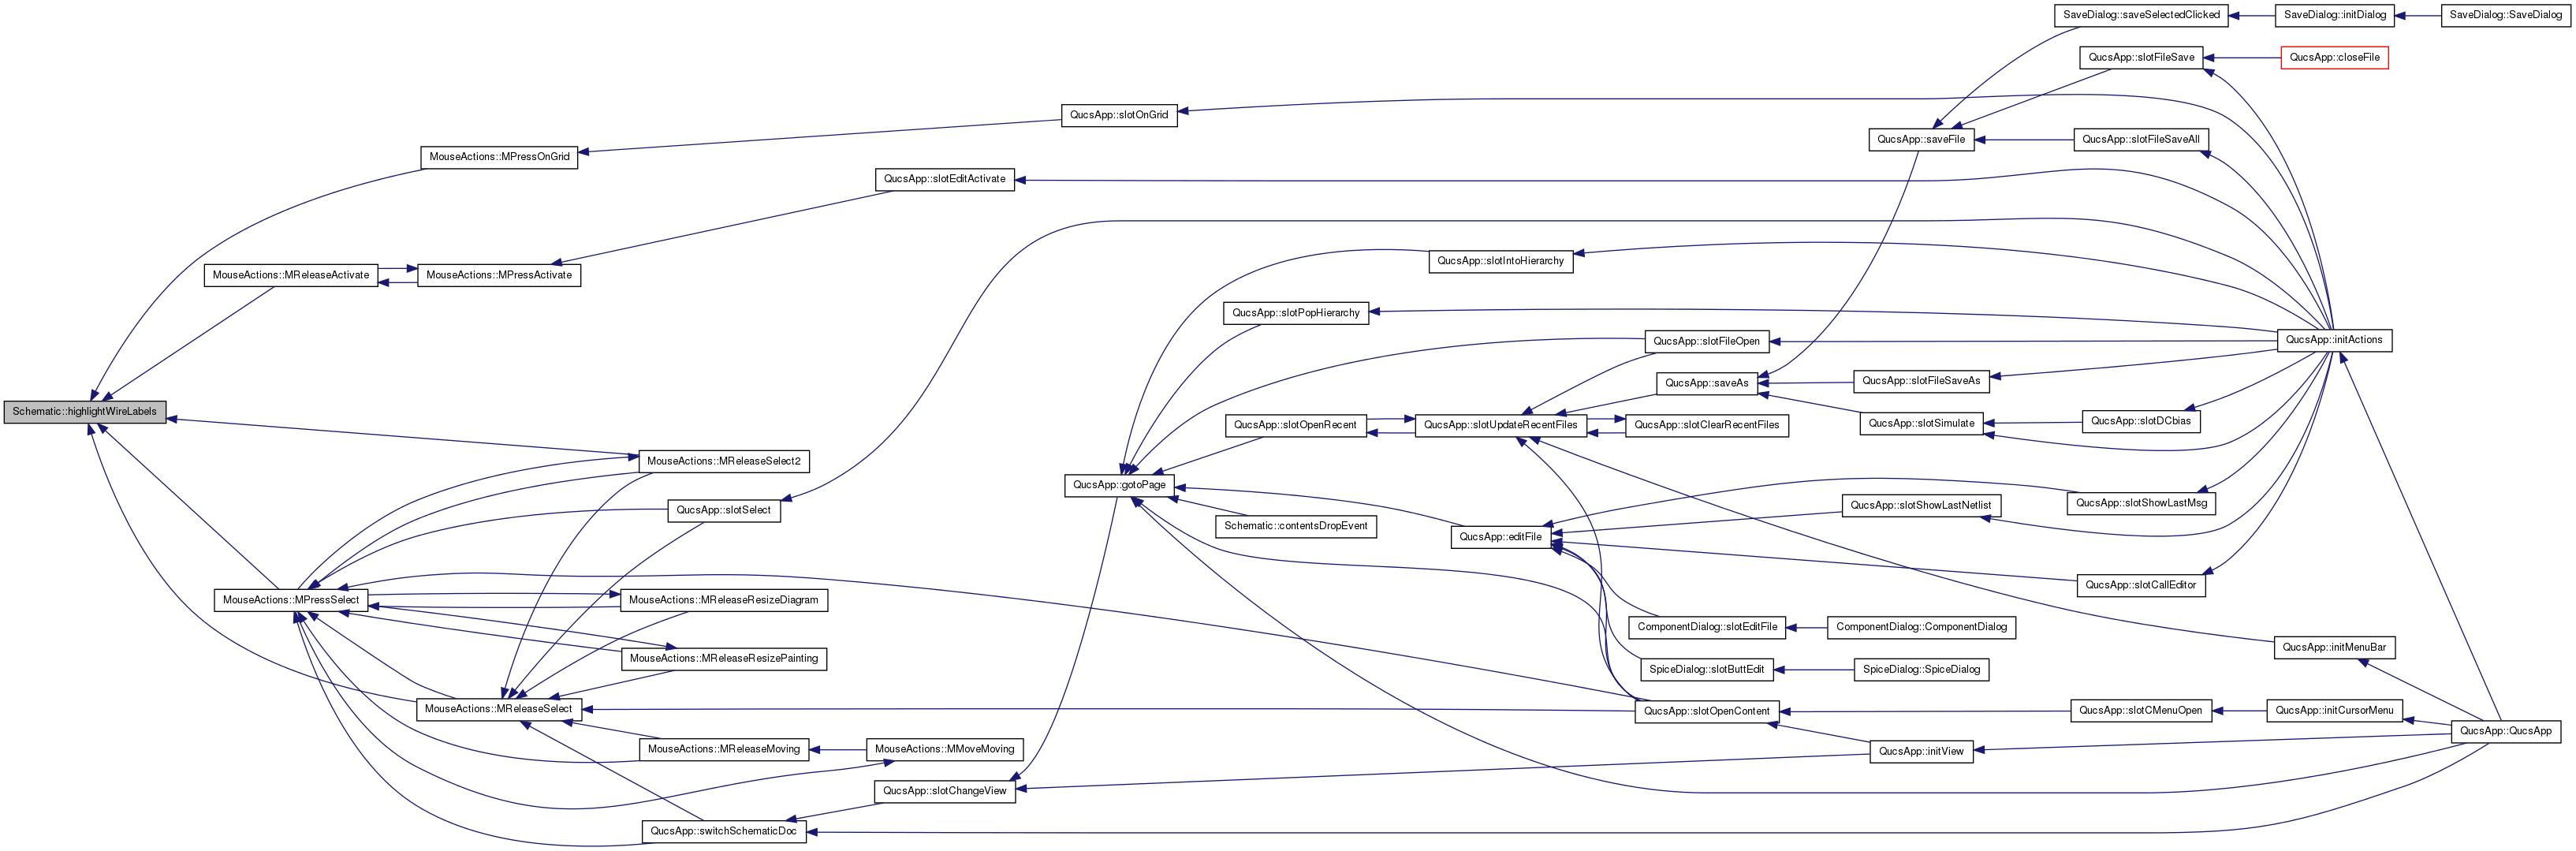 SaveDialog::saveSelectedClicked
SaveDialog::initDialog
SaveDialog::SaveDialog
QucsApp::slotFileSave
QucsApp::closeFile
QucsApp::slotOnGrid
QucsApp::saveFile
QucsApp::slotFileSaveAll
MouseActions::MPressOnGrid
QucsApp::slotEditActivate
QucsApp::slotIntoHierarchy
MouseActions::MReleaseActivate
MouseActions::MPressActivate
QucsApp::slotPopHierarchy
QucsApp::slotFileOpen
QucsApp::initActions
QucsApp::saveAs
QucsApp::slotFileSaveAs
Schematic::highlightWireLabels
QucsApp::slotOpenRecent
QucsApp::slotUpdateRecentFiles
QucsApp::slotClearRecentFiles
QucsApp::slotSimulate
QucsApp::slotDCbias
MouseActions::MReleaseSelect2
QucsApp::gotoPage
QucsApp::slotShowLastMsg
QucsApp::slotSelect
QucsApp::slotShowLastNetlist
Schematic::contentsDropEvent
QucsApp::editFile
QucsApp::slotCallEditor
MouseActions::MPressSelect
MouseActions::MReleaseResizeDiagram
ComponentDialog::slotEditFile
ComponentDialog::ComponentDialog
QucsApp::initMenuBar
MouseActions::MReleaseResizePainting
SpiceDialog::slotButtEdit
SpiceDialog::SpiceDialog
MouseActions::MReleaseSelect
QucsApp::slotOpenContent
QucsApp::slotCMenuOpen
QucsApp::initCursorMenu
QucsApp::QucsApp
MouseActions::MReleaseMoving
MouseActions::MMoveMoving
QucsApp::initView
QucsApp::slotChangeView
QucsApp::switchSchematicDoc